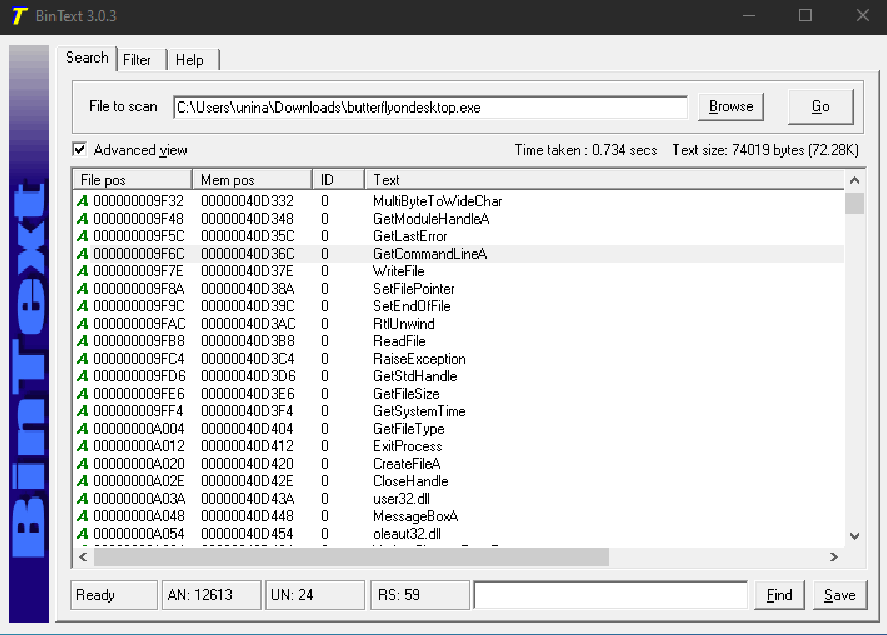 BinText 3.0.3
Search Filter Help
File to scan C:\Users\unina\Downloads\butterflyondesktop.exe Browse Go
Advanced view Time taken : 0.734 secs Text size: 74019 bytes (72.28K)
File pos Mem pos ID Text
A 000000009F32 00000040D332 0 MultiByteToWideChar
A 000000009F48 00000040D348 0 GetModuleHandleA
A 000000009F5C 00000040D35C 0 GetLastError
A 000000009F6C 00000040D36C 0 GetCommandLineA
A 000000009F7E 00000040D37E 0 WriteFile
A 000000009F8A 00000040D38A 0 SetFilePointer
A 000000009F9C 00000040D39C 0 SetEndOfFile
A 000000009FAC 00000040D3AC 0 RtlUnwind
A 000000009FB8 00000040D3B8 0 ReadFile
A 000000009FC4 00000040D3C4 0 RaiseException
A 000000009FD6 00000040D3D6 0 GetStdHandle
A 000000009FE6 00000040D3E6 0 GetFileSize
A 000000009FF4 00000040D3F4 0 GetSystemTime
A 00000000A004 00000040D404 0 GetFileType
A 00000000A012 00000040D412 0 ExitProcess
A 00000000A020 00000040D420 0 CreateFileA
A 00000000A02E 00000040D42E 0 CloseHandle
A 00000000A03A 00000040D43A 0 user32.dll
A 00000000A048 00000040D448 0 MessageBoxA
A 00000000A054 00000040D454 0 oleaut32.dll
Ready AN: 12613 UN: 24 RS: 59 Find Save
BinText